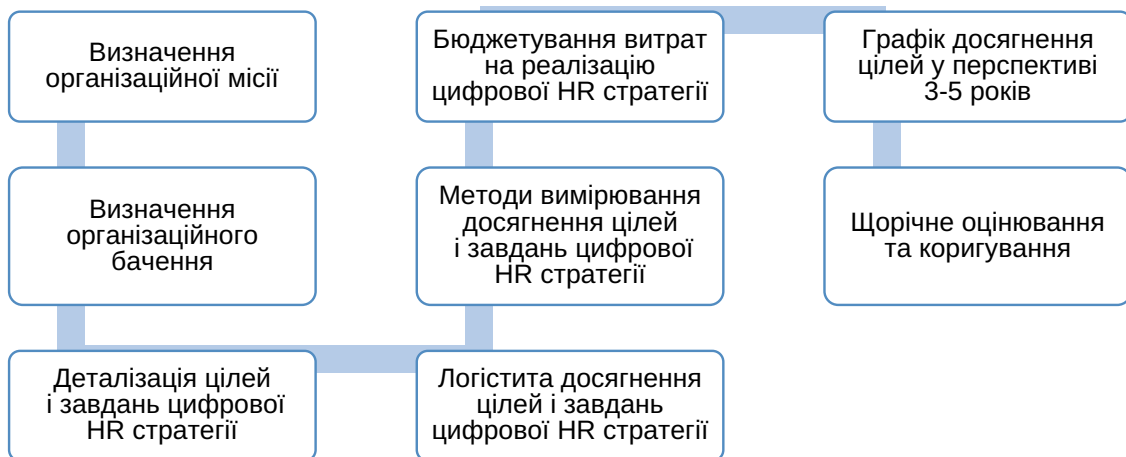 Визначення
організаційної місії
Визначення
організаційного
бачення
Деталізація цілей
і завдань цифрової
HR стратегії
Логістита досягнення
цілей і завдань
цифрової HR стратегії
Методи вимірювання
досягнення цілей
і завдань цифрової
HR стратегії
Бюджетування витрат
на реалізацію
цифрової HR стратегії
Графік досягнення
цілей у перспективі
3-5 років
Щорічне оцінювання
та коригування